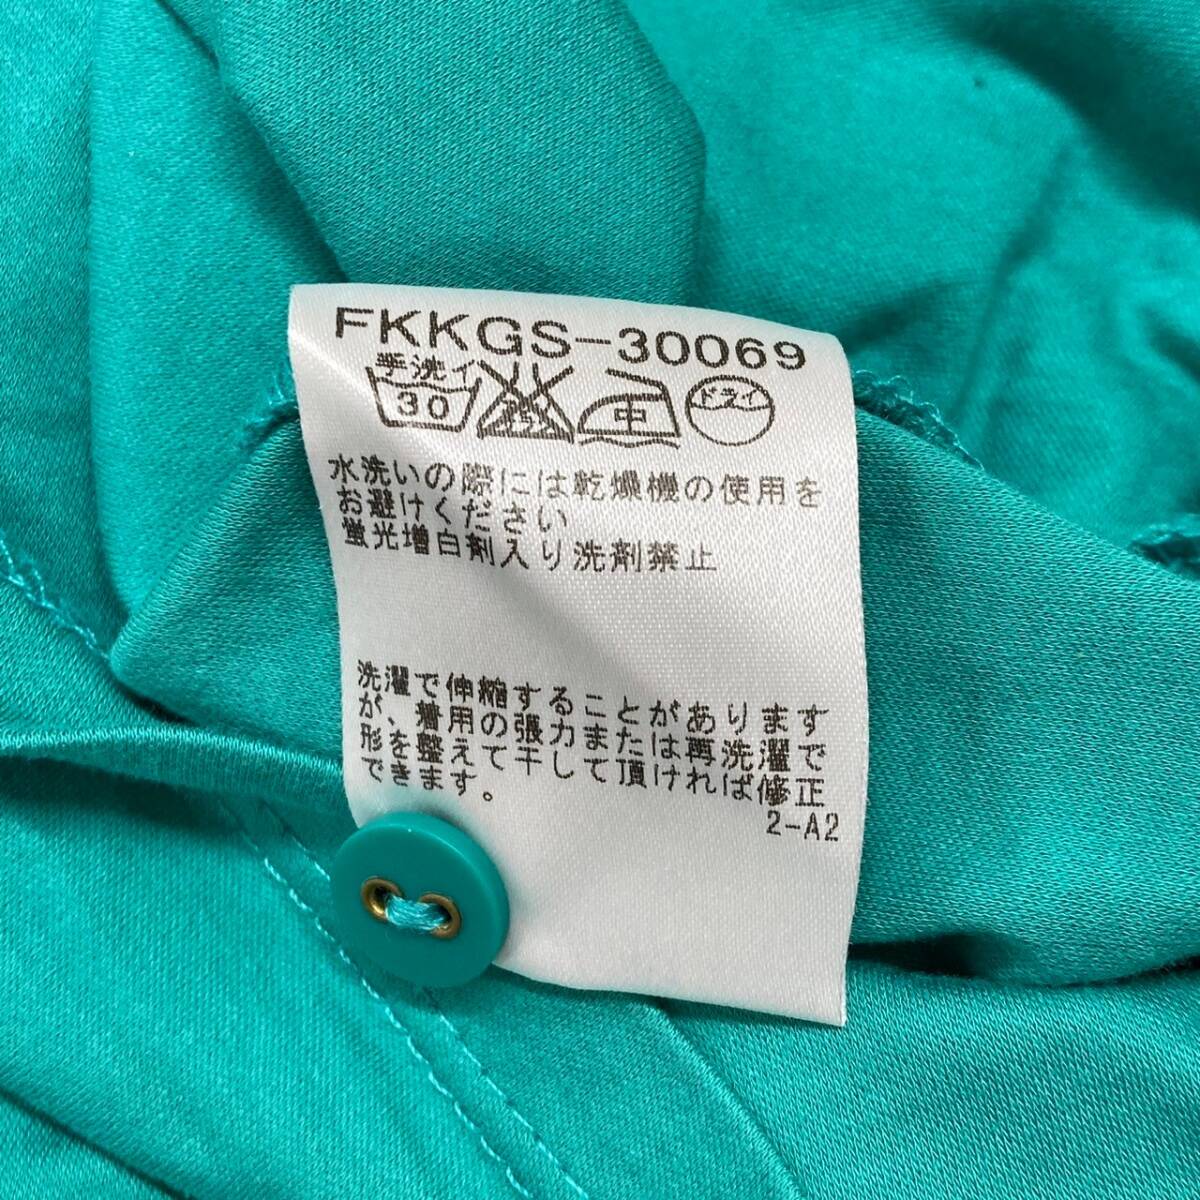 FKKGS-30069
手洗イ
30
中
ドライ
水洗いの際には乾燥機の使用を
お避けください
蛍光増白剤入り洗剤禁止
洗濯で伸縮することがあります
が、着用の張力または再洗濯で
形を整えて干して頂ければ修正
できます。
2-A2